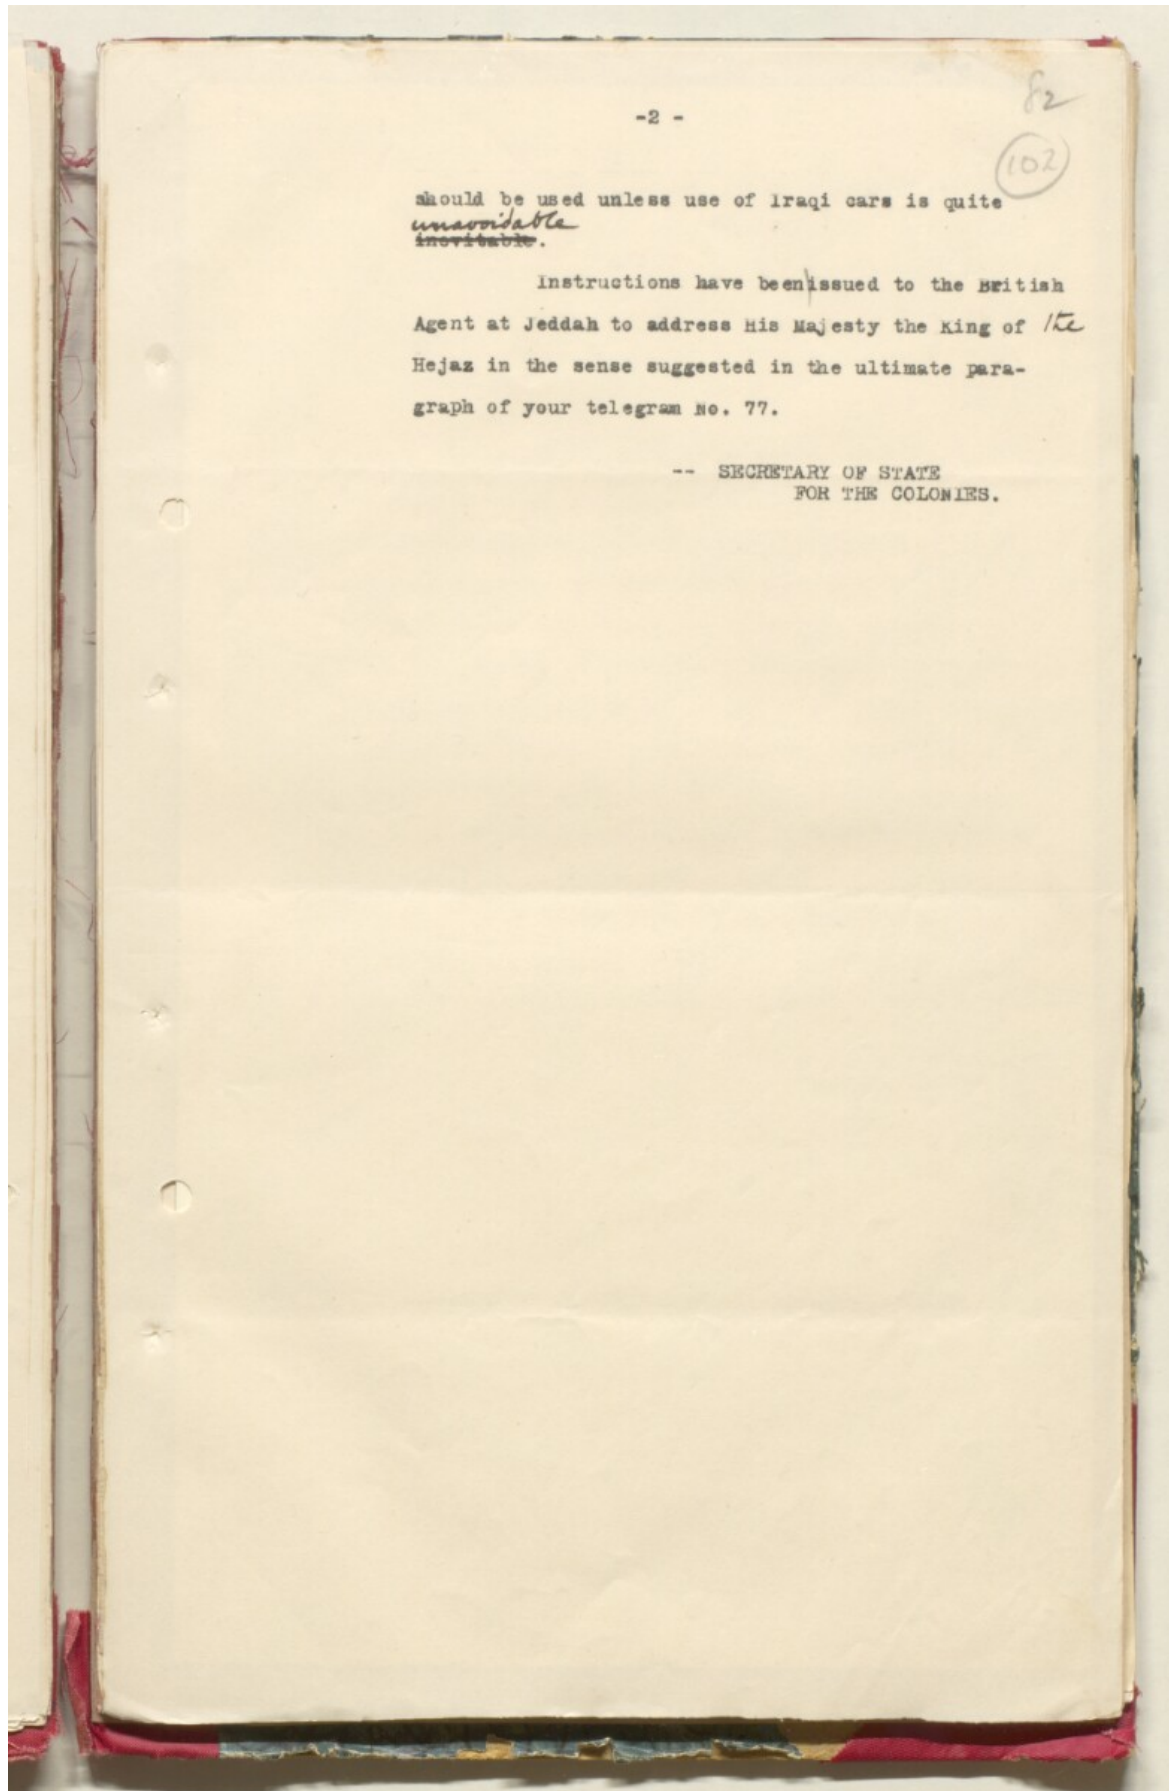 82
-2 -
102
should be used unless use of Iraqi cars is quite
unavoidable
inevitable.
Instructions have been issued to the British
Agent at Jeddah to address His Majesty the King of the
Hejaz in the sense suggested in the ultimate para-
graph of your telegram No. 77.
-- SECRETARY OF STATE
FOR THE COLONIES.